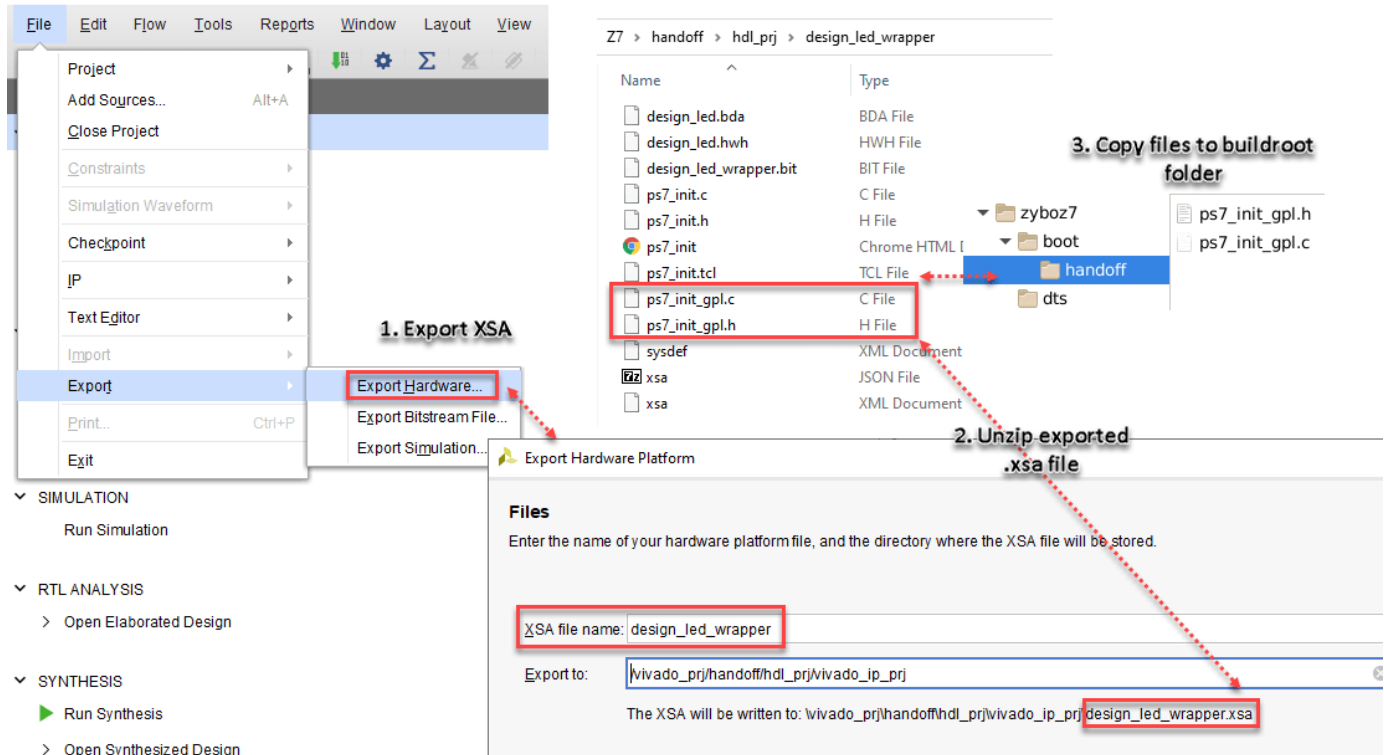 File Edit Flow Tools Reports Window Layout View
Project
Add Sources... Alt+A
Close Project
Constraints
Simulation Waveform
Checkpoint
IP
Text Editor
Import
Export
Print... Ctrl+P
Exit
1. Export XSA
Export Hardware...
Export Bitstream File...
Export Simulation...
SIMULATION
Run Simulation
RTL ANALYSIS
Open Elaborated Design
SYNTHESIS
Run Synthesis
Open Synthesized Design
Z7 > handoff > hdl_prj > design_led_wrapper
Name Type
design_led.bda BDA File
design_led.hwh HWH File
design_led_wrapper.bit BIT File
ps7_init.c C File
ps7_init.h H File
ps7_init Chrome HTML
ps7_init.tcl TCL File
ps7_init_gpl.c C File
ps7_init_gpl.h H File
sysdef XML Document
xsa JSON File
xsa XML Document
3. Copy files to buildroot
folder
zyboz7
boot
handoff
dts
ps7_init_gpl.h
ps7_init_gpl.c
2. Unzip exported
.xsa file
Export Hardware Platform
Files
Enter the name of your hardware platform file, and the directory where the XSA file will be stored.
XSA file name: design_led_wrapper
Export to: /vivado_prj/handoff/hdl_prj/vivado_ip_prj
The XSA will be written to: \vivado_prj\handoff\hdl_prj\vivado_ip_prj\design_led_wrapper.xsa